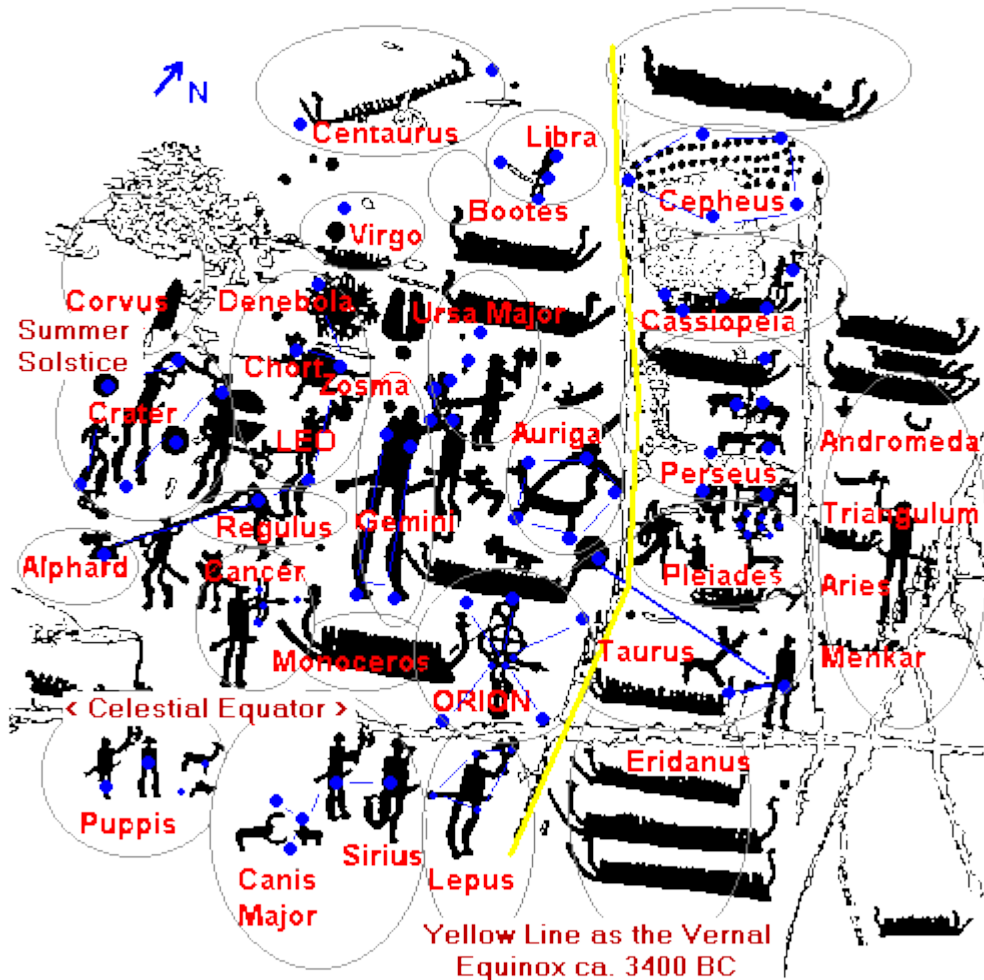 N
Centaurus
Libra
Bootes
Cepheus
Virgo
Corvus
Denebola
Ursa Major
Cassiopeia
Summer
Solstice
Chort
Zosma
Crater
LEO
Auriga
Andromeda
Perseus
Regulus
Gemini
Triangulum
Alphard
Cancer
Pleiades
Aries
Monoceros
Taurus
Menkar
< Celestial Equator >
ORION
Eridanus
Puppis
Sirius
Canis
Major
Lepus
Yellow Line as the Vernal
Equinox ca. 3400 BC